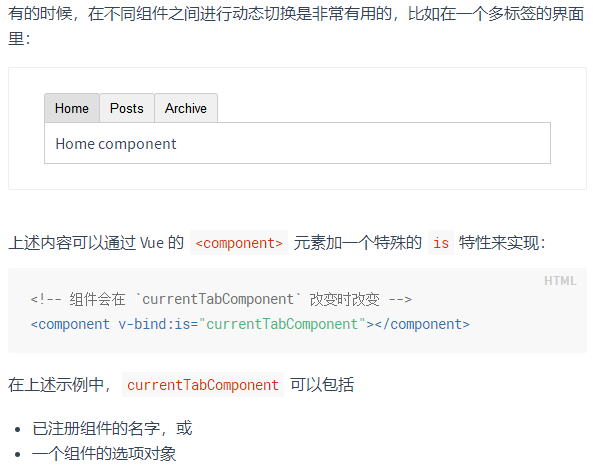 有的时候，在不同组件之间进行动态切换是非常有用的，比如在一个多标签的界面
里：
Home Posts Archive
Home component
上述内容可以通过 Vue 的 <component> 元素加一个特殊的 is 特性来实现：
HTML
<!-- 组件会在 `currentTabComponent` 改变时改变 -->
<component v-bind:is="currentTabComponent"></component>
在上述示例中，currentTabComponent 可以包括
• 已注册组件的名字，或
• 一个组件的选项对象